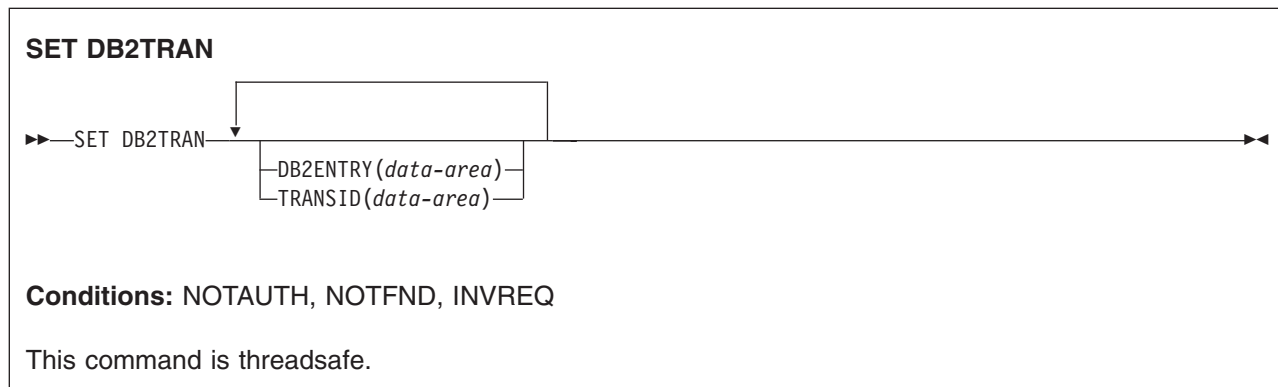 SET DB2TRAN
SET DB2TRAN
DB2ENTRY(data-area)
TRANSID(data-area)
Conditions: NOTAUTH, NOTFND, INVREQ
This command is threadsafe.